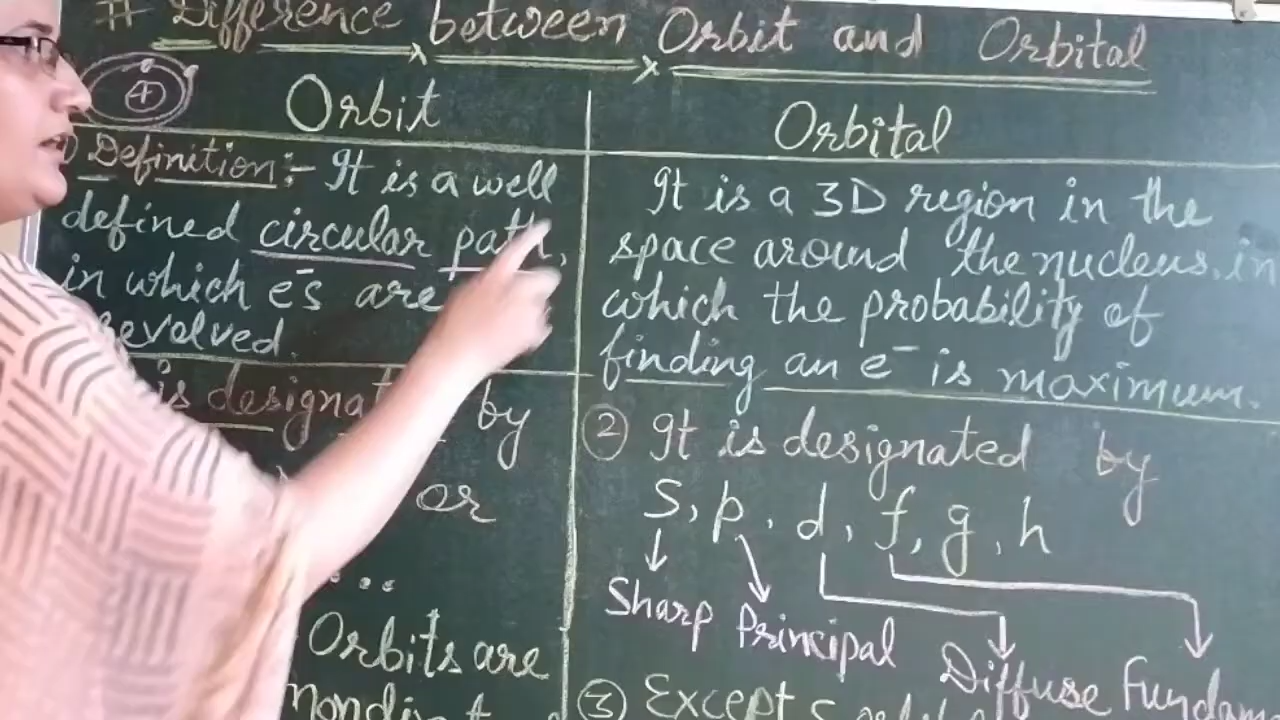 # Difference between Orbit and Orbital
④ Orbit
Definition:- It is a well
defined circular path,
in which e-s are
revolved.
is designat by
or
...
Orbits are
Orbital
It is a 3D region in the
space around the nucleus, in
which the probability of
finding an e- is maximum.
② It is designated by
s, p, d, f, g, h
Sharp Principal Diffuse Fundam
③ Except s